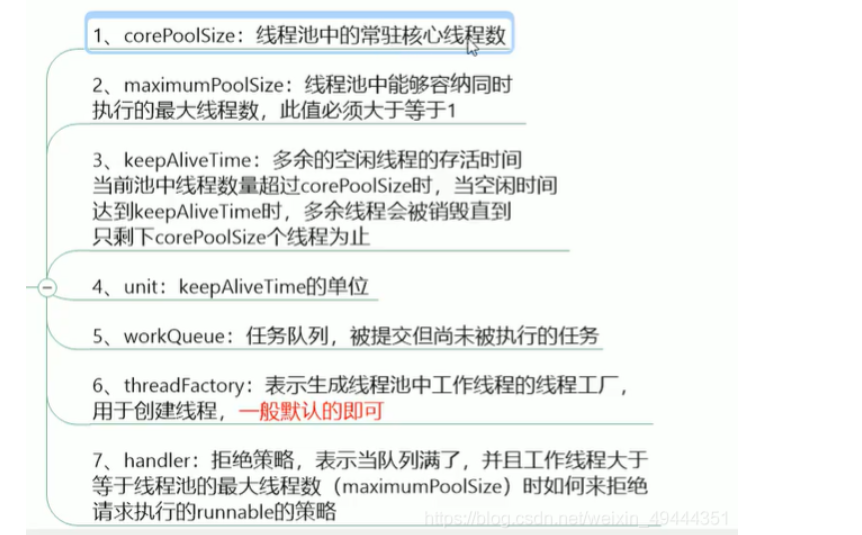 1、corePoolSize：线程池中的常驻核心线程数
2、maximumPoolSize：线程池中能够容纳同时
执行的最大线程数，此值必须大于等于1
3、keepAliveTime：多余的空闲线程的存活时间
当前池中线程数量超过corePoolSize时，当空闲时间
达到keepAliveTime时，多余线程会被销毁直到
只剩下corePoolSize个线程为止
4、unit：keepAliveTime的单位
5、workQueue：任务队列，被提交但尚未被执行的任务
6、threadFactory：表示生成线程池中工作线程的线程工厂，
用于创建线程，一般默认的即可
7、handler：拒绝策略，表示当队列满了，并且工作线程大于
等于线程池的最大线程数（maximumPoolSize）时如何来拒绝
请求执行的runnable的策略
https://blog.csdn.net/weixin_49444351